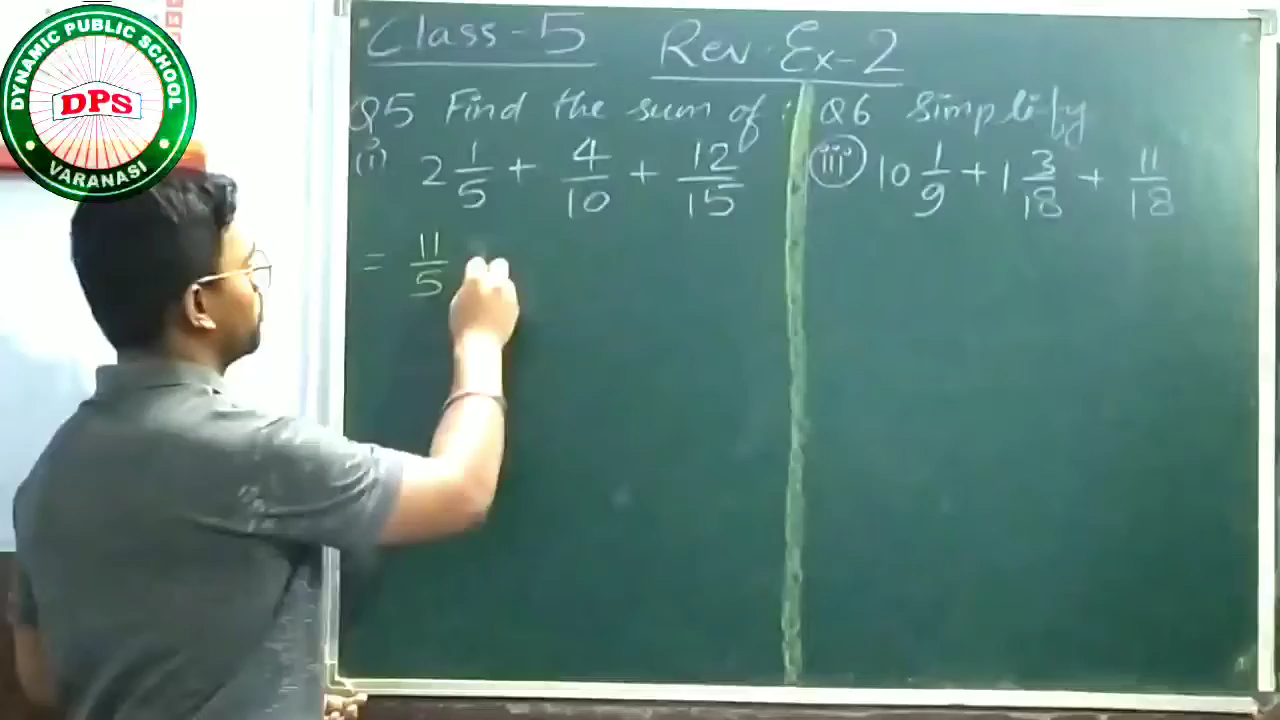 DYNAMIC PUBLIC SCHOOL
DPS
VARANASI
Class-5 Rev. Ex-2
Q5 Find the sum of :
(i) 2 1/5 + 4/10 + 12/15
= 11/5
Q6 Simplify
(iii) 10 1/9 + 1 3/18 + 11/18